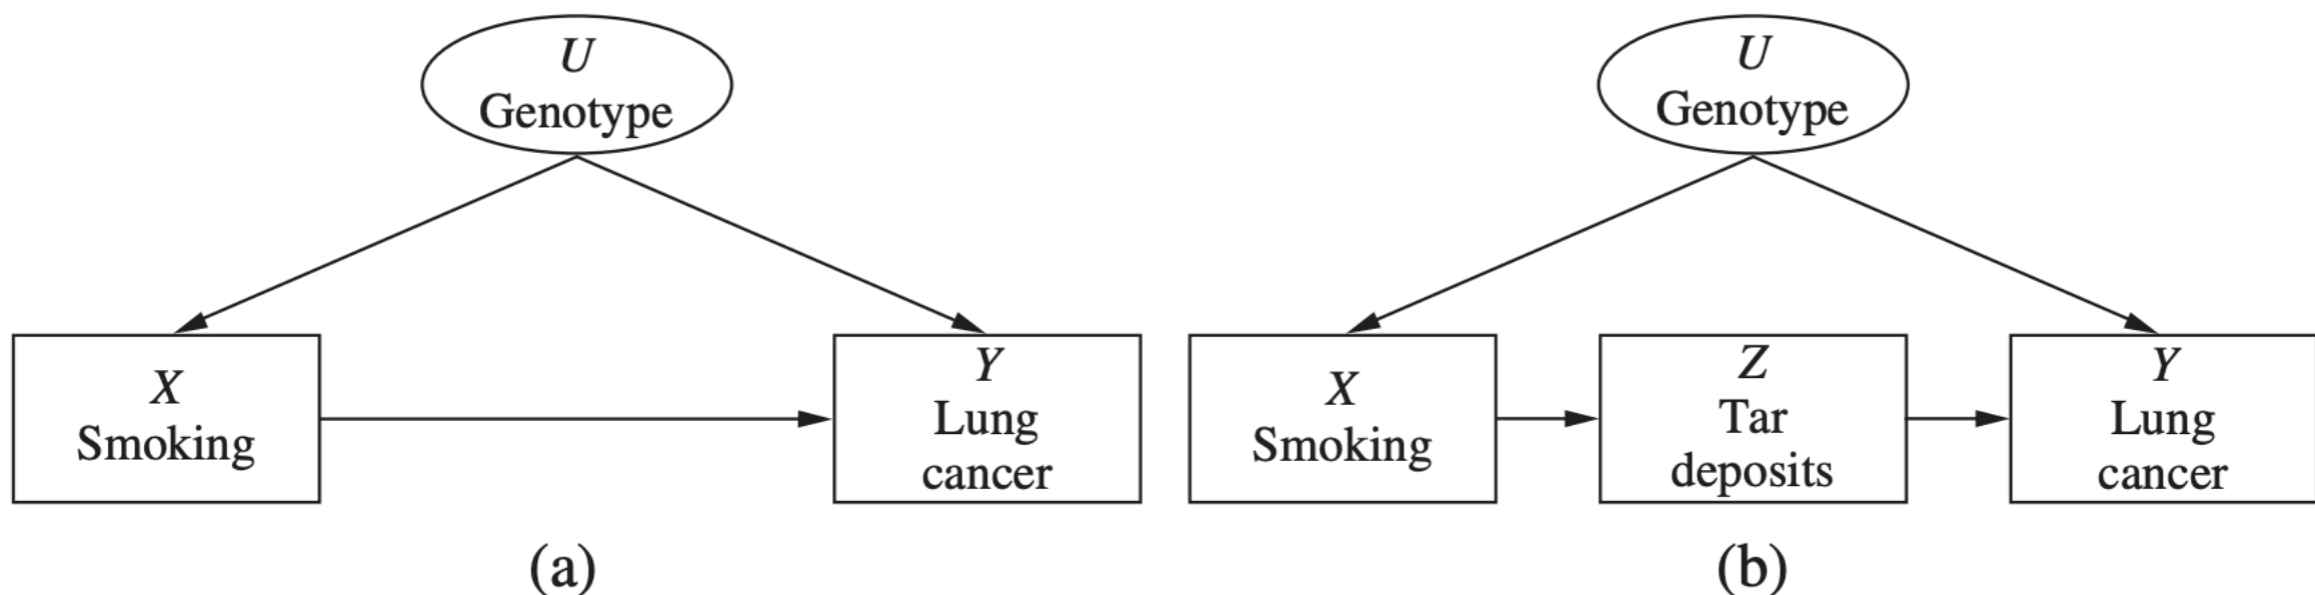 U
Genotype
X
Smoking
Y
Lung
cancer
(a)
U
Genotype
X
Smoking
Z
Tar
deposits
Y
Lung
cancer
(b)